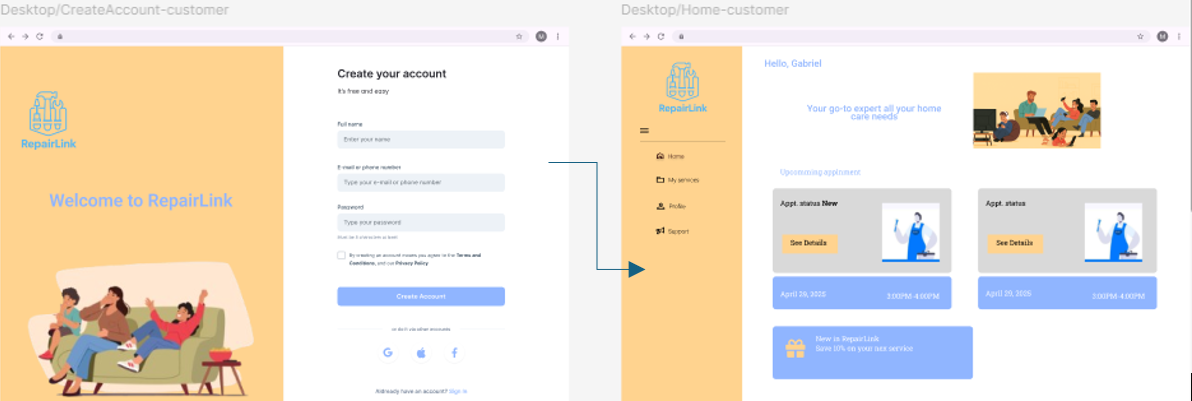 Desktop/CreateAccount-customer
Desktop/Home-customer
M
RepairLink
Welcome to RepairLink
Create your account
It's free and easy
Full name
Enter your name
E-mail or phone number
Type your e-mail or phone number
Password
Type your password
Must be 8 characters at least
By creating an account means you agree to the Terms and
Conditions, and our Privacy Policy
Create Account
or do it via other accounts
Already have an account? Sign In
M
RepairLink
Home
My services
Profile
Support
Hello, Gabriel
Your go-to expert all your home
care needs
Appt. status New
See Details
April 29, 2025
3:00PM-4:00PM
Appt. status
See Details
April 29, 2025
3:00PM-4:00PM
New in RepairLink
Save 10% on your next service